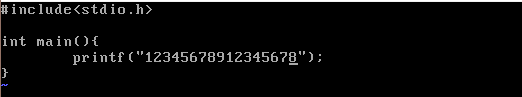 #include<stdio.h>
int main(){
        printf("12345678912345678");
}
~